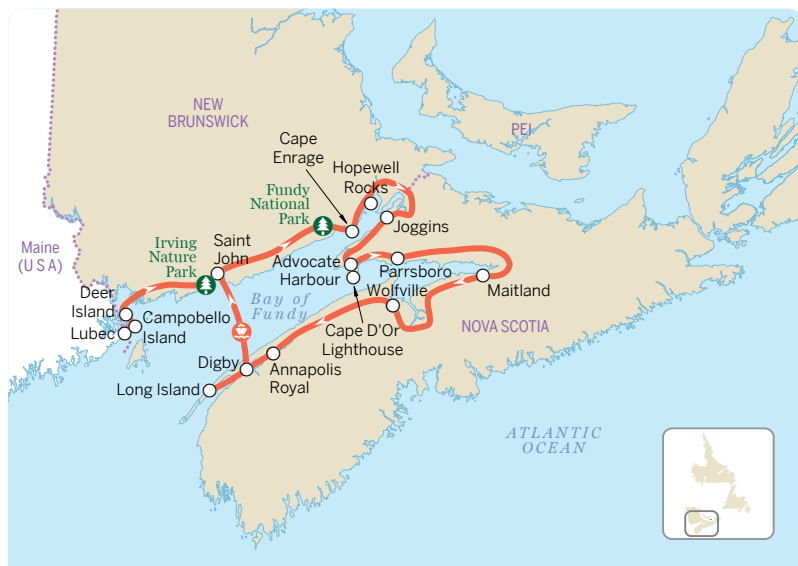 NEW
BRUNSWICK
PEI
Cape
Enrage
Hopewell
Rocks
Fundy
National
Park
Joggins
Maine
(U S A)
Irving
Nature
Park
Saint
John
Advocate
Harbour
Parrsboro
Maitland
Wolfville
Deer
Island
Campobello
Island
Lubec
Bay of
Fundy
Cape D'Or
Lighthouse
NOVA SCOTIA
Digby
Annapolis
Royal
Long Island
ATLANTIC
OCEAN